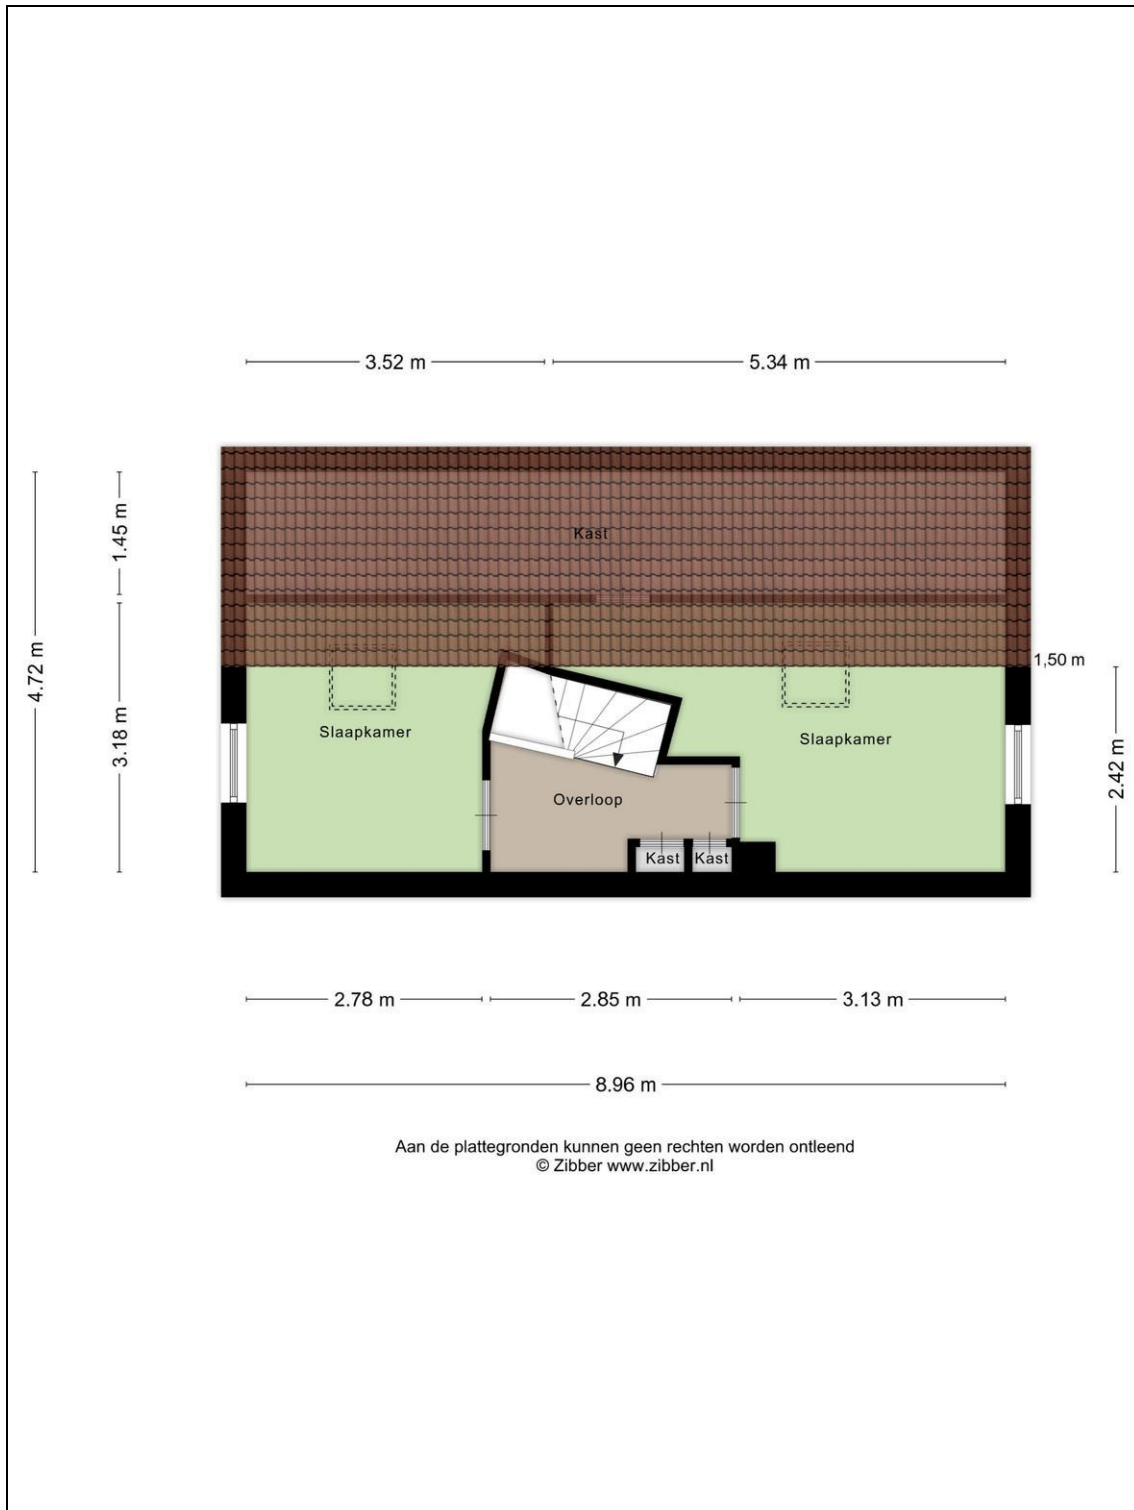 3.52 m
5.34 m
Kast
1.45 m
4.72 m
3.18 m
1,50 m
Slaapkamer
Slaapkamer
2.42 m
Overloop
Kast
Kast
2.78 m
2.85 m
3.13 m
8.96 m
Aan de plattegronden kunnen geen rechten worden ontleend
© Zibber www.zibber.nl